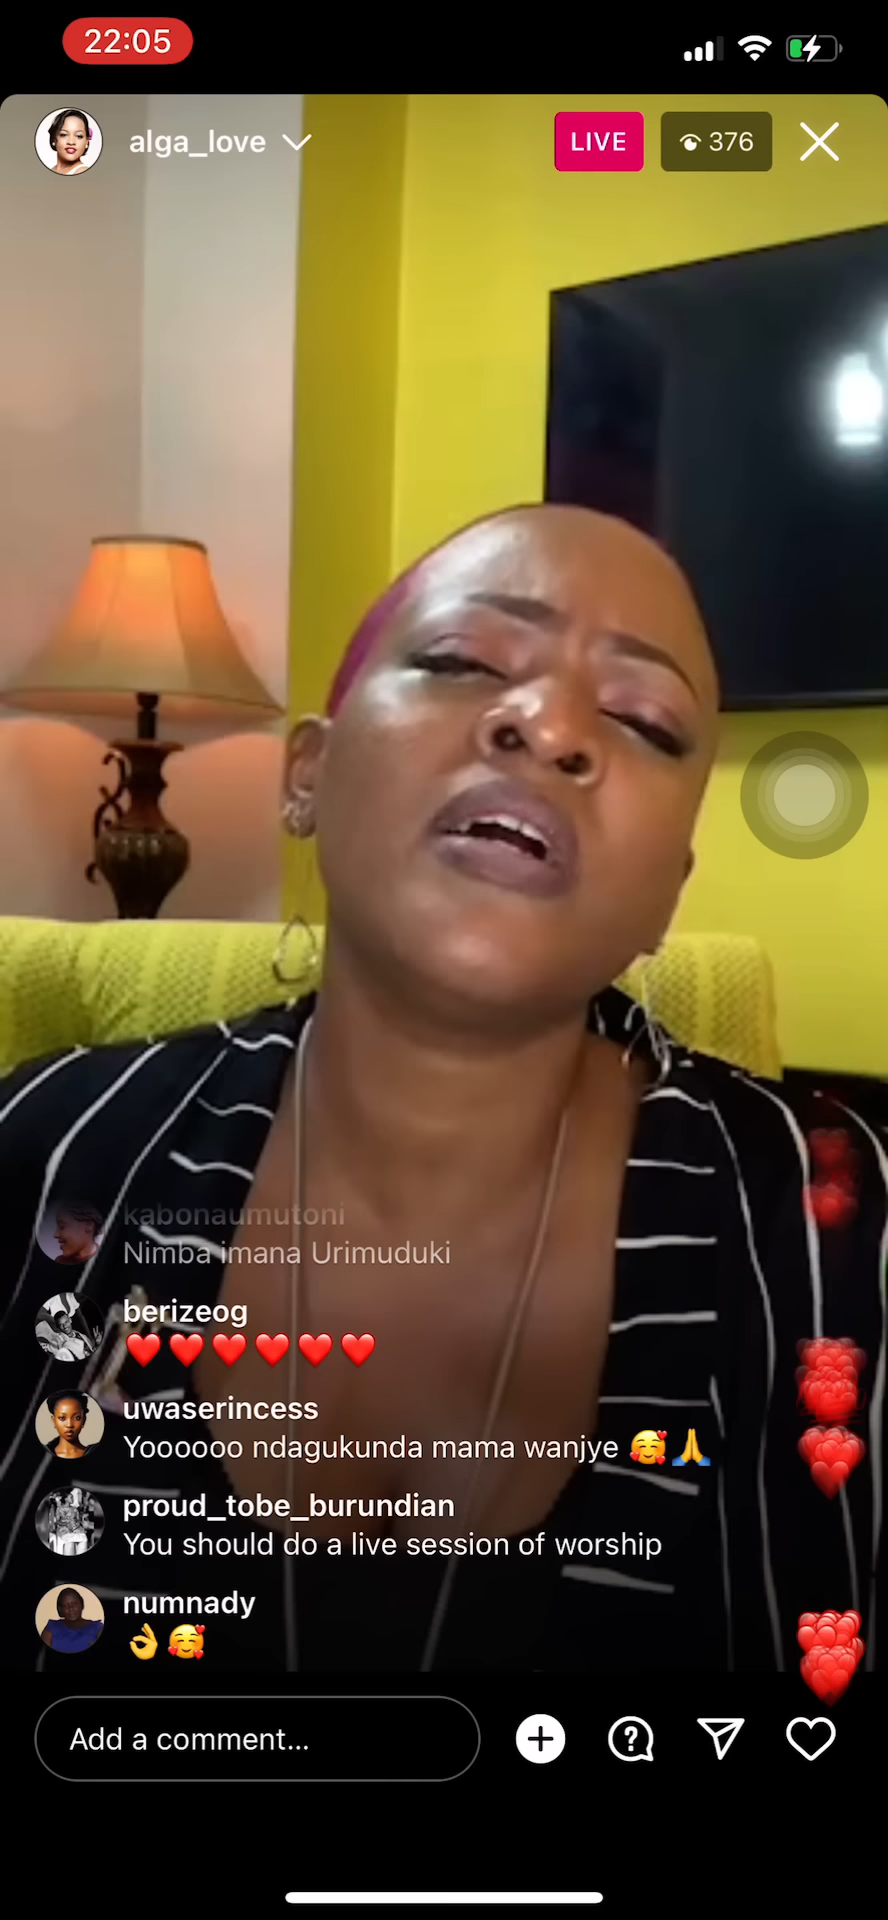 22:05
alga_love
LIVE
376
kabonaumutoni
Nimba imana Urimuduki
berizeog
❤️❤️❤️❤️❤️❤️
uwaserincess
Yoooooo ndagukunda mama wanjye 🥰🙏
proud_tobe_burundian
You should do a live session of worship
numnady
👌🥰
Add a comment...